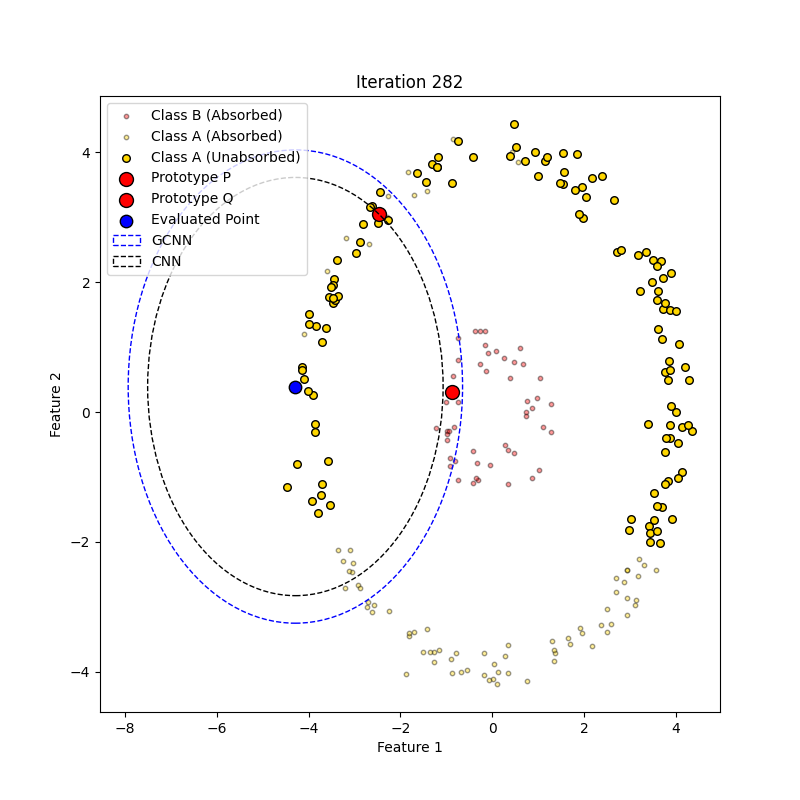 Iteration 282
Class B (Absorbed)
Class A (Absorbed)
Class A (Unabsorbed)
Prototype P
Prototype Q
Evaluated Point
GCNN
CNN
4
2
0
−2
−4
Feature 2
−8 −6 −4 −2 0 2 4
Feature 1